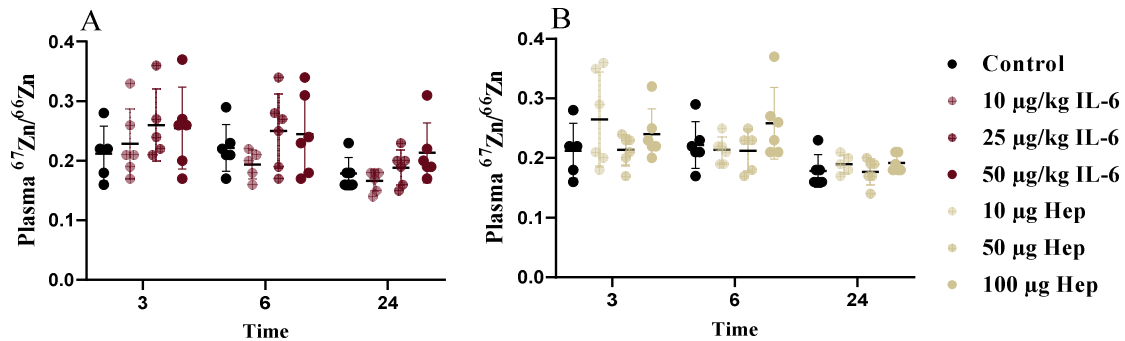 A
Plasma ⁶⁷Zn/⁶⁶Zn
0.4
0.3
0.2
0.1
0.0
3
6
24
Time
B
Plasma ⁶⁷Zn/⁶⁶Zn
0.4
0.3
0.2
0.1
0.0
3
6
24
Time
Control
10 µg/kg IL-6
25 µg/kg IL-6
50 µg/kg IL-6
10 µg Hep
50 µg Hep
100 µg Hep